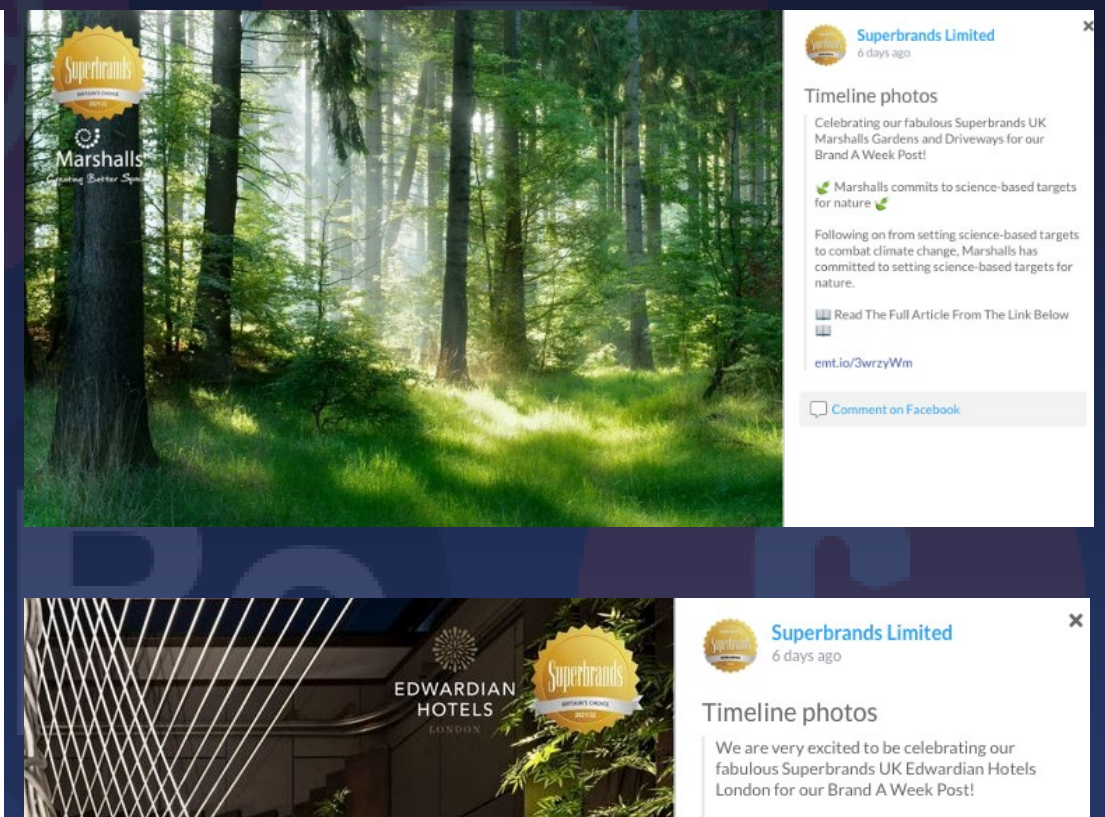 Superbrands
BRITAIN'S CHOICE
2021/22
Marshalls
Creating Better Spaces
Superbrands Limited
6 days ago
Timeline photos
Celebrating our fabulous Superbrands UK
Marshalls Gardens and Driveways for our
Brand A Week Post!
🌿 Marshalls commits to science-based targets
for nature 🌿
Following on from setting science-based targets
to combat climate change, Marshalls has
committed to setting science-based targets for
nature.
📖 Read The Full Article From The Link Below
📖
emt.io/3wrzyWm
Comment on Facebook
EDWARDIAN
HOTELS
LONDON
Superbrands
BRITAIN'S CHOICE
2021/22
Superbrands Limited
6 days ago
Timeline photos
We are very excited to be celebrating our
fabulous Superbrands UK Edwardian Hotels
London for our Brand A Week Post!